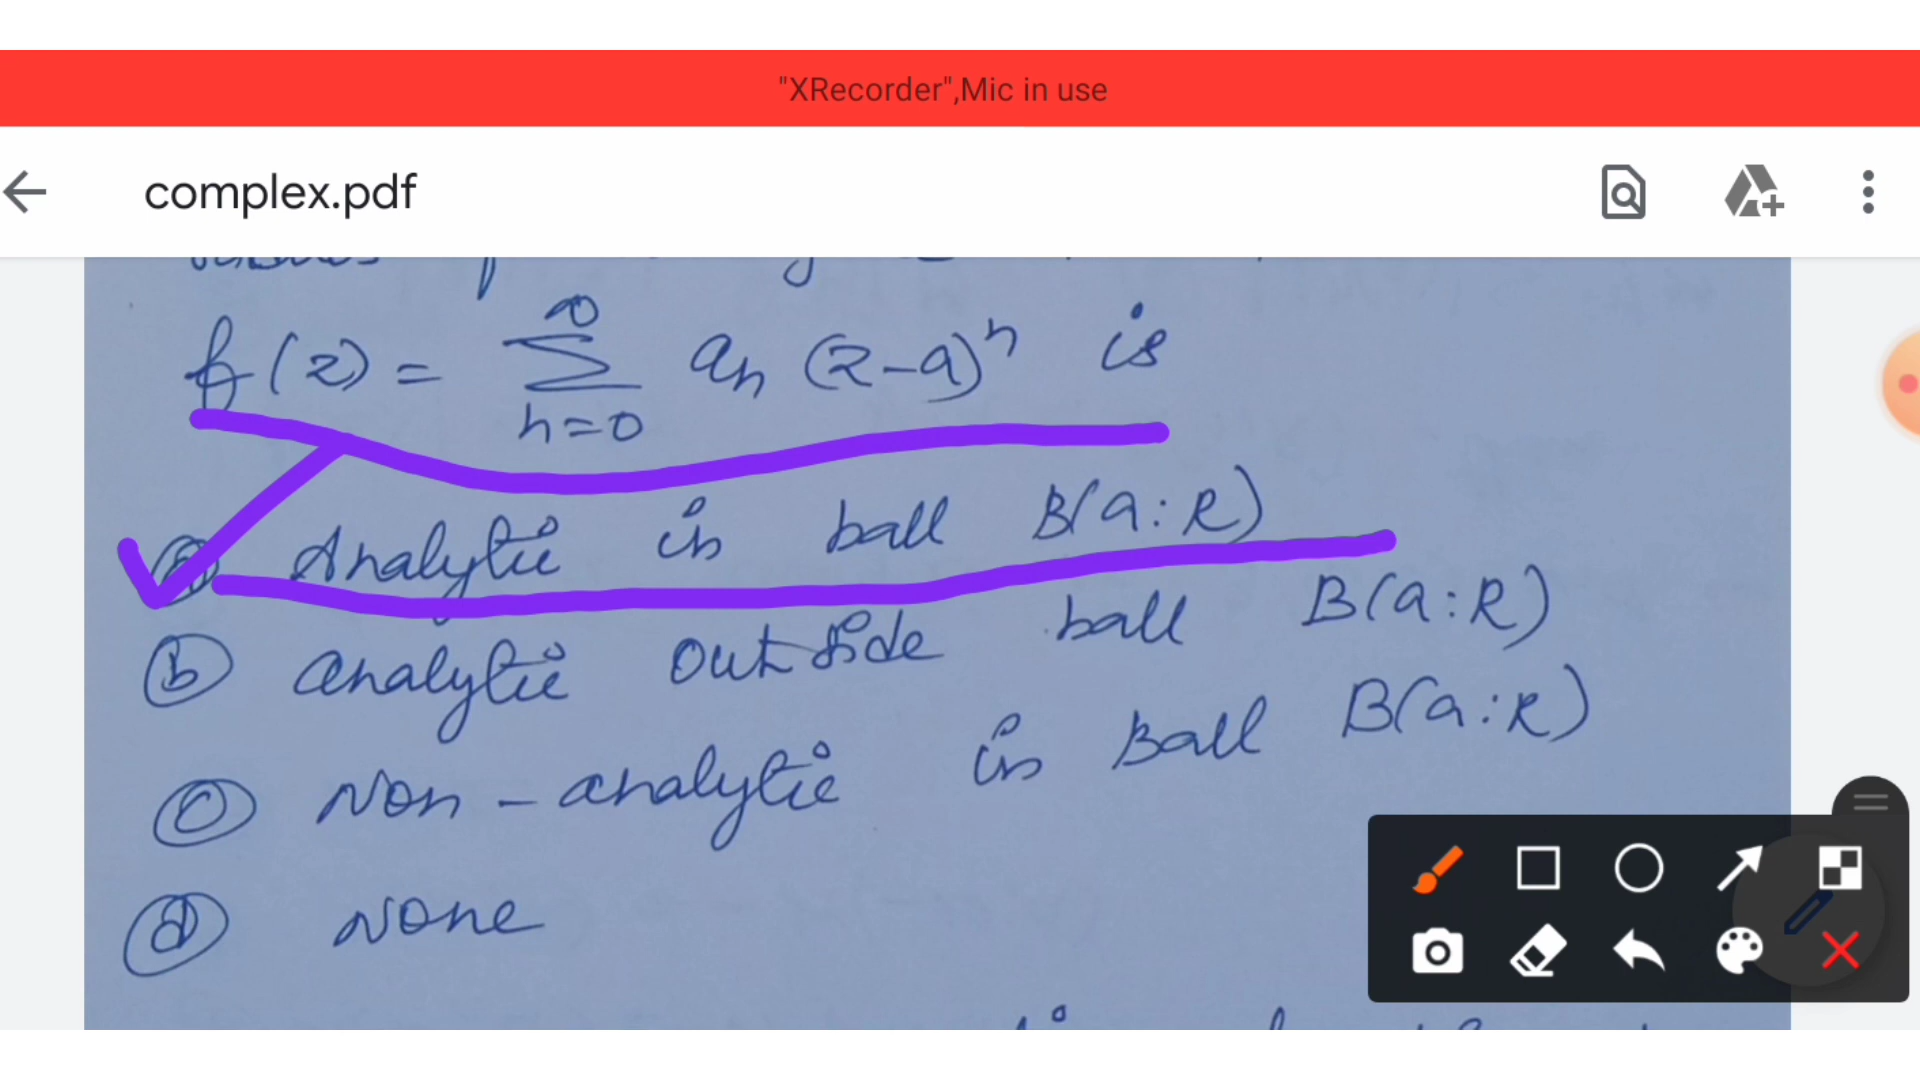 "XRecorder",Mic in use
complex.pdf
f(z) = ∞ Σ n=0 an (z-a)^n is
(a) Analytic in ball B(a:R)
(b) analytic outside ball B(a:R)
(c) Non-analytic in Ball B(a:R)
(d) None